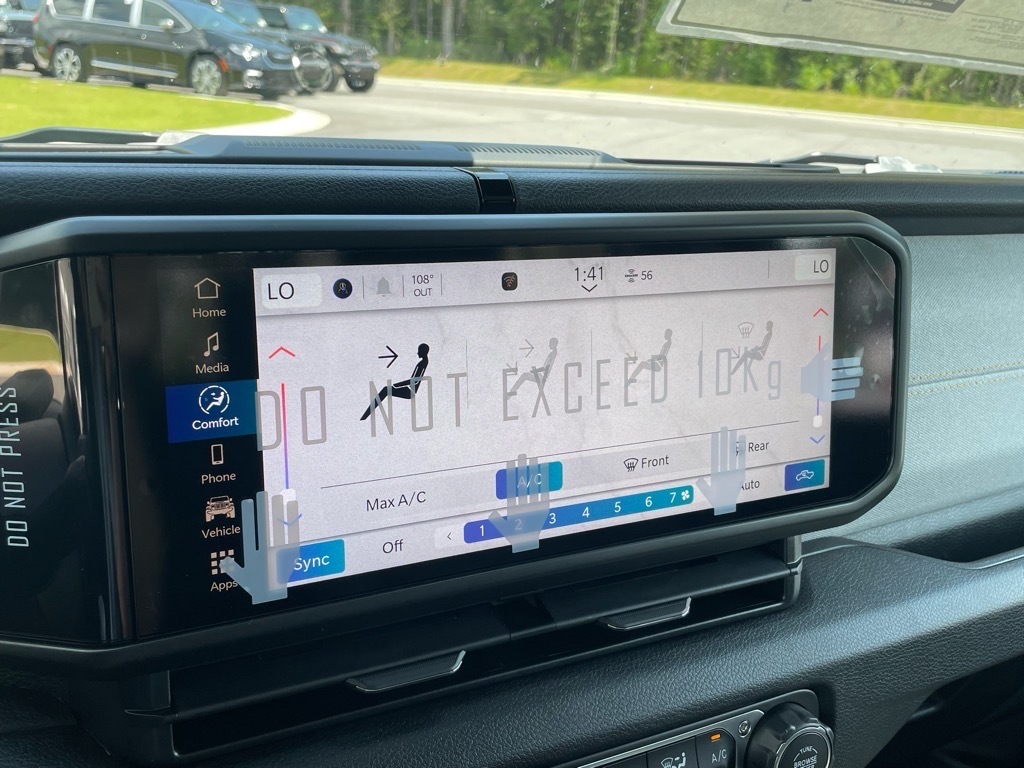 LO 108° OUT 1:41 56 LO
Home
Media
Comfort
Phone
Vehicle
Apps
DO NOT PRESS
DO NOT EXCEED 10Kg
Max A/C A/C Front Rear
Off 1 2 3 4 5 6 7 Auto
Sync
A/C
TUNE
BROWSE